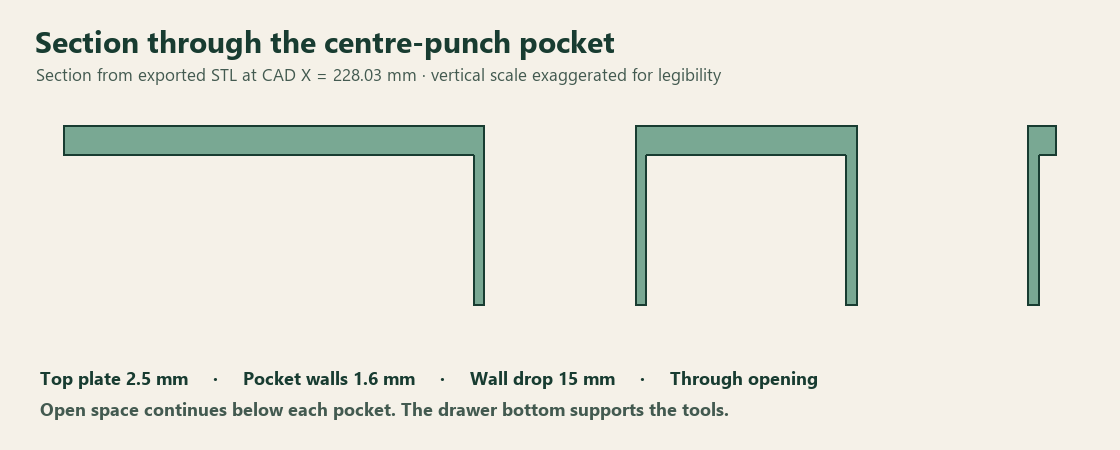 Section through the centre-punch pocket
Section from exported STL at CAD X = 228.03 mm · vertical scale exaggerated for legibility
Top plate 2.5 mm · Pocket walls 1.6 mm · Wall drop 15 mm · Through opening
Open space continues below each pocket. The drawer bottom supports the tools.